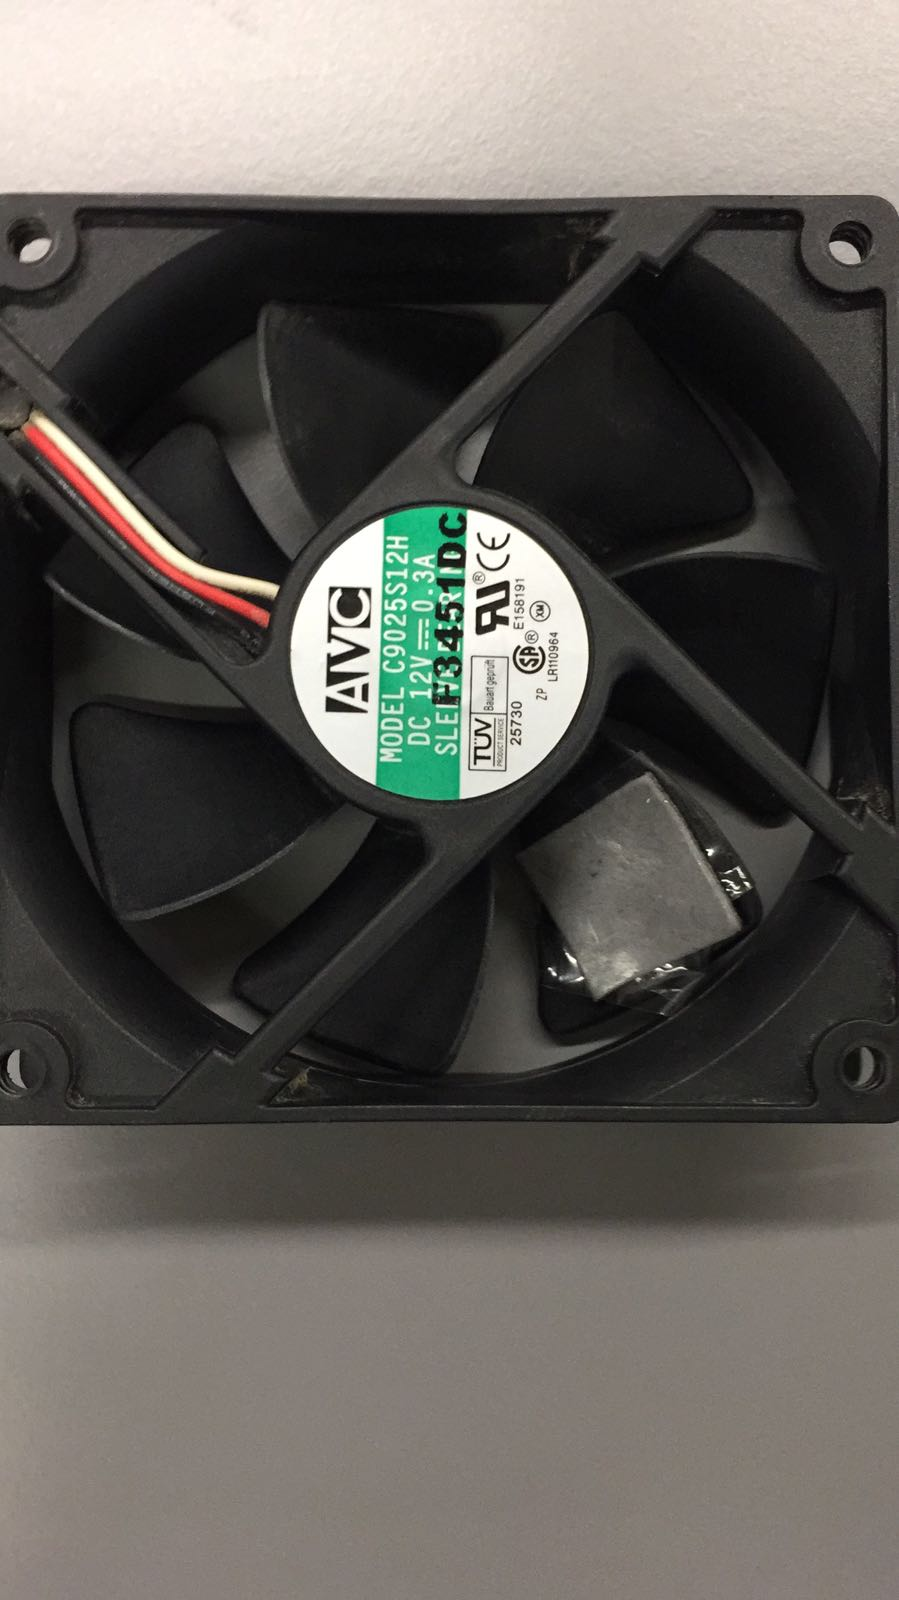 AVC
MODEL C9025S12H
DC 12V 0.3A
F3451DC
TÜV
PRODUCT SERVICE
Bauart geprüft
25730
ZP
LR110964
E158191
CE